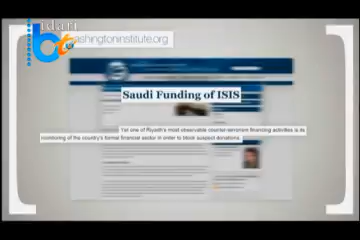 idari
b
tv
washingtoninstitute.org
Saudi Funding of ISIS
Yet one of Riyadh's most observable counter-terrorism financing activities is its
monitoring of the country's formal financial sector in order to block suspect donations.